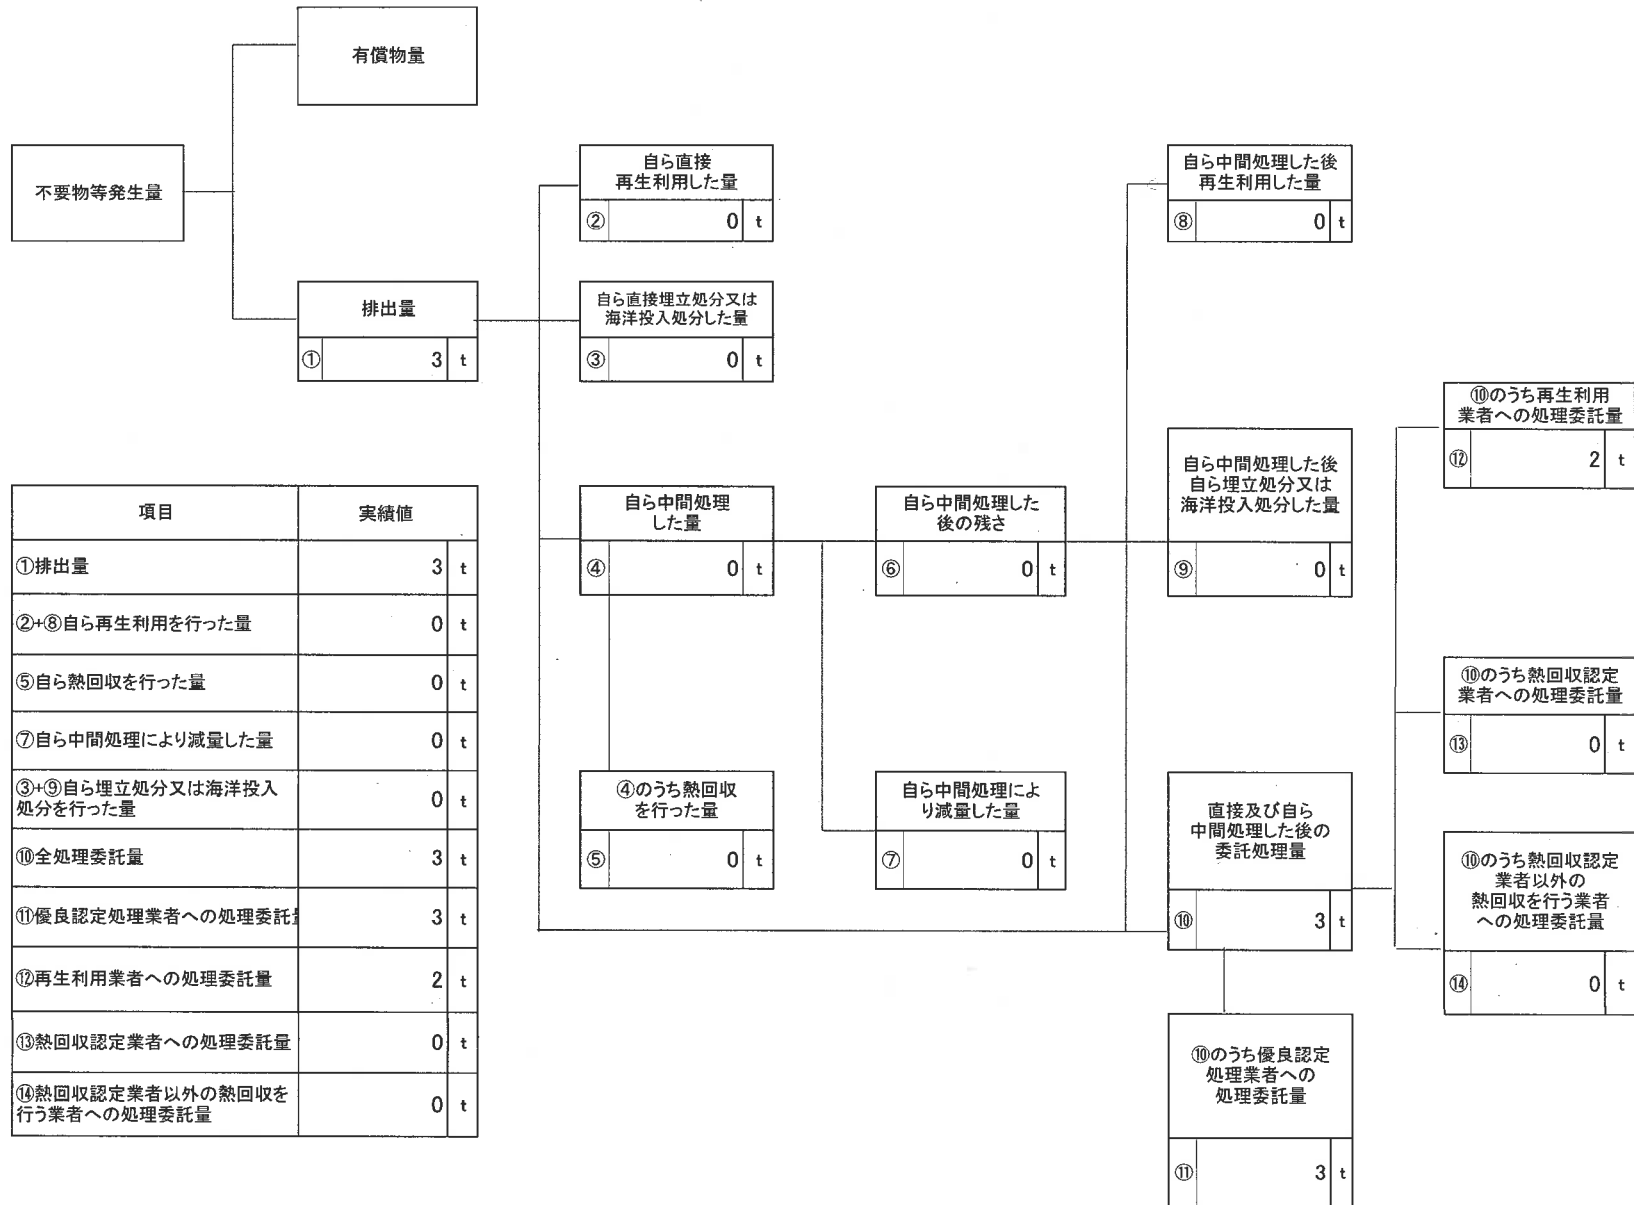 有償物量
不要物等発生量
排出量
① 3 t
自ら直接
再生利用した量
② 0 t
自ら直接埋立処分又は
海洋投入処分した量
③ 0 t
自ら中間処理
した量
④ 0 t
④のうち熱回収
を行った量
⑤ 0 t
自ら中間処理した
後の残さ
⑥ 0 t
自ら中間処理によ
り減量した量
⑦ 0 t
自ら中間処理した後
再生利用した量
⑧ 0 t
自ら中間処理した後
自ら埋立処分又は
海洋投入処分した量
⑨ 0 t
直接及び自ら
中間処理した後の
委託処理量
⑩ 3 t
⑩のうち優良認定
処理業者への
処理委託量
⑪ 3 t
⑩のうち再生利用
業者への処理委託量
⑫ 2 t
⑩のうち熱回収認定
業者への処理委託量
⑬ 0 t
⑩のうち熱回収認定
業者以外の
熱回収を行う業者
への処理委託量
⑭ 0 t
項目 実績値
①排出量 3 t
②+⑧自ら再生利用を行った量 0 t
⑤自ら熱回収を行った量 0 t
⑦自ら中間処理により減量した量 0 t
③+⑨自ら埋立処分又は海洋投入
処分を行った量 0 t
⑩全処理委託量 3 t
⑪優良認定処理業者への処理委託 3 t
⑫再生利用業者への処理委託量 2 t
⑬熱回収認定業者への処理委託量 0 t
⑭熱回収認定業者以外の熱回収を
行う業者への処理委託量 0 t